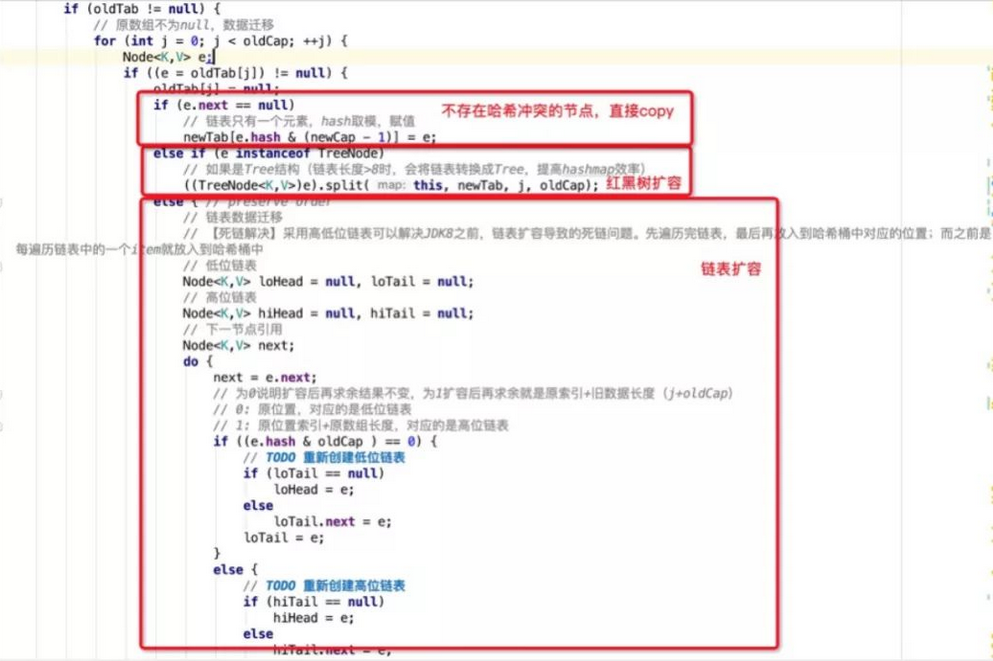 if (oldTab != null) {
// 原数组不为null，数据迁移
for (int j = 0; j < oldCap; ++j) {
Node<K,V> e;
if ((e = oldTab[j]) != null) {
oldTab[j] = null;
if (e.next == null) 不存在哈希冲突的节点，直接copy
// 链表只有一个元素，hash取模，赋值
newTab[e.hash & (newCap - 1)] = e;
else if (e instanceof TreeNode)
// 如果是Tree结构（链表长度>8时，会将链表转换成Tree，提高hashmap效率）
((TreeNode<K,V>)e).split( map: this, newTab, j, oldCap); 红黑树扩容
else { // preserve order
// 链表数据迁移
// 【死链解决】采用高低位链表可以解决JDK8之前，链表扩容导致的死链问题。先遍历完链表，最后再放入到哈希桶中对应的位置；而之前是
每遍历链表中的一个item就放入到哈希桶中
// 低位链表 链表扩容
Node<K,V> loHead = null, loTail = null;
// 高位链表
Node<K,V> hiHead = null, hiTail = null;
// 下一节点引用
Node<K,V> next;
do {
next = e.next;
// 为0说明扩容后再求余结果不变，为1扩容后再求余就是原索引+旧数据长度（j+oldCap）
// 0: 原位置，对应的是低位链表
// 1: 原位置索引+原数组长度，对应的是高位链表
if ((e.hash & oldCap ) == 0) {
// TODO 重新创建低位链表
if (loTail == null)
loHead = e;
else
loTail.next = e;
loTail = e;
}
else {
// TODO 重新创建高位链表
if (hiTail == null)
hiHead = e;
else
hiTail.next = e;